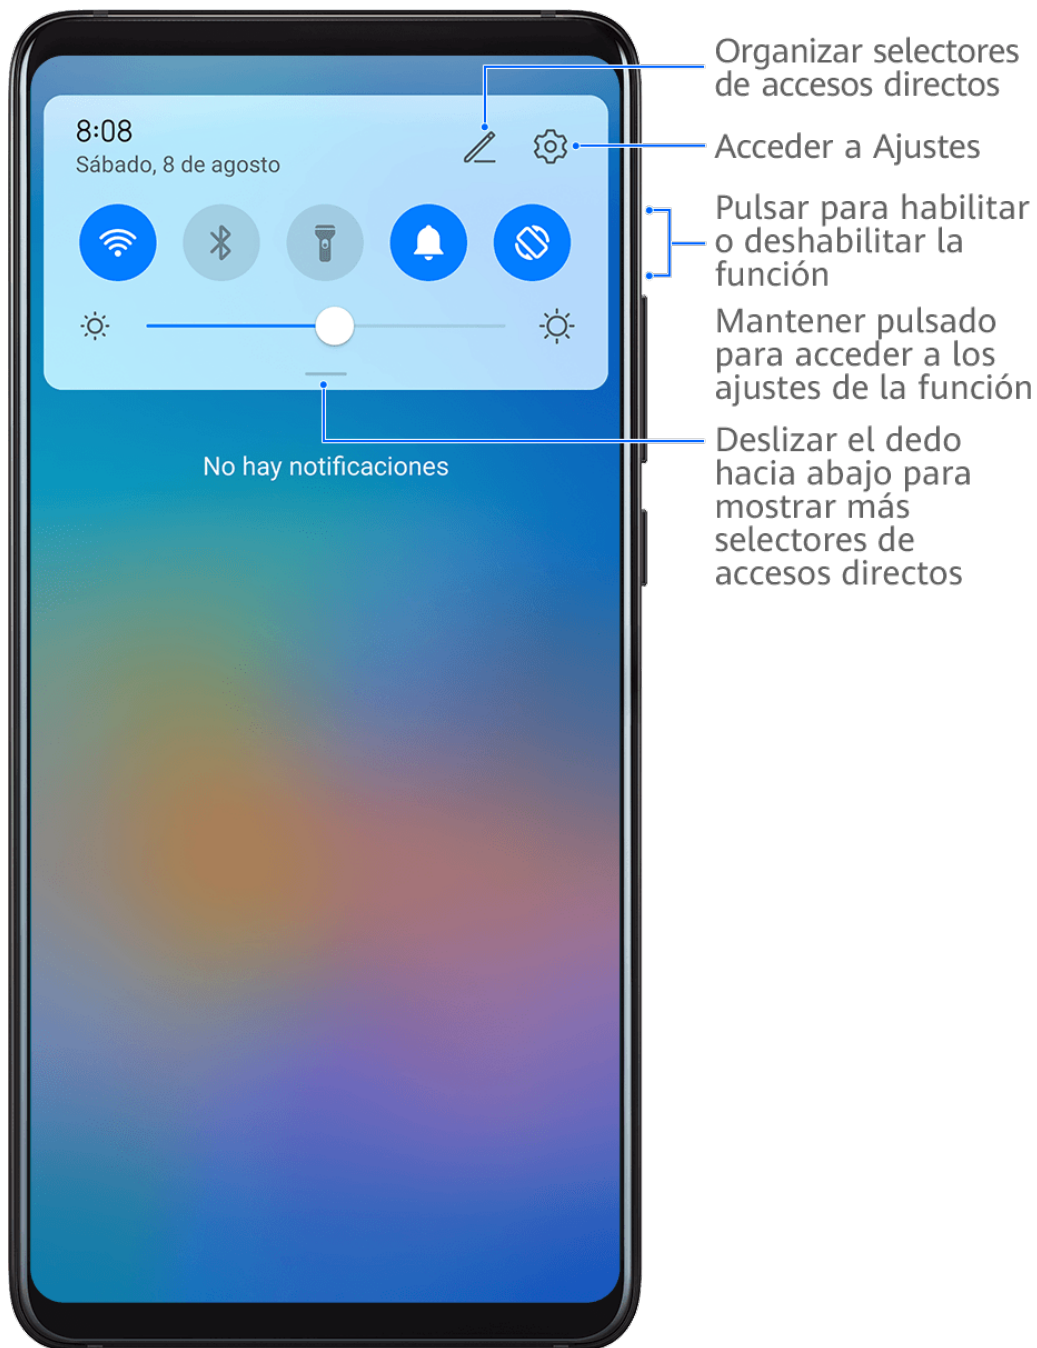 8:08
Sábado, 8 de agosto
No hay notificaciones
Organizar selectores
de accesos directos
Acceder a Ajustes
Pulsar para habilitar
o deshabilitar la
función
Mantener pulsado
para acceder a los
ajustes de la función
Deslizar el dedo
hacia abajo para
mostrar más
selectores de
accesos directos